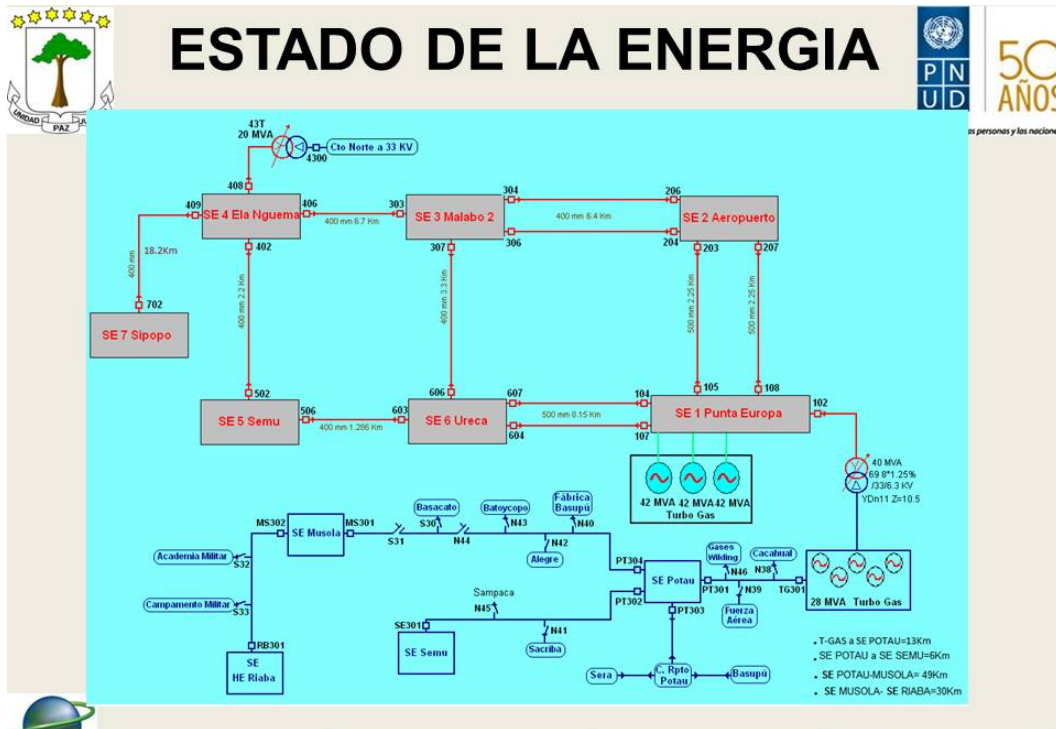 ESTADO DE LA ENERGIA
UNIDAD PAZ
PN
UD
50
AÑOS
as personas y las nacione
43T
20 MVA
4300
Cto Norte a 33 KV
408
409
SE 4 Ela Nguema
406
400 mm 6.7 Km
303
SE 3 Malabo 2
304
306
400 mm 6.4 Km
206
204
SE 2 Aeropuerto
402
307
203
207
400 mm
18.2Km
400 mm 2.2 Km
400 mm 3.3 Km
500 mm 2.25 Km
500 mm 2.25 Km
702
SE 7 Sipopo
502
SE 5 Semu
506
400 mm 1.286 Km
603
606
SE 6 Ureca
607
604
500 mm 8.15 Km
104
107
105
108
SE 1 Punta Europa
102
42 MVA 42 MVA 42 MVA
Turbo Gas
40 MVA
69 8*1.25%
/33/6.3 KV
YDn11 Z=10.5
28 MVA Turbo Gas
MS302
SE Musola
MS301
S31
Basacato
S30
N44
Batoycopo
N43
Fábrica
Basupú
N40
N42
Alegre
Academia Militar
S32
Campamento Militar
S33
RB301
SE
HE Riaba
Sampaca
N45
SE301
SE Semu
N41
Sacriba
PT304
PT302
SE Potau
PT301
PT303
Gases
Wilding
N46
Cacahual
N38
N39
Fuerza
Aérea
TG301
Sera
C. Rpto
Potau
Basupú
. T-GAS a SE POTAU=13Km
. SE POTAU a SE SEMU=6Km
. SE POTAU-MUSOLA= 49Km
. SE MUSOLA- SE RIABA=30Km